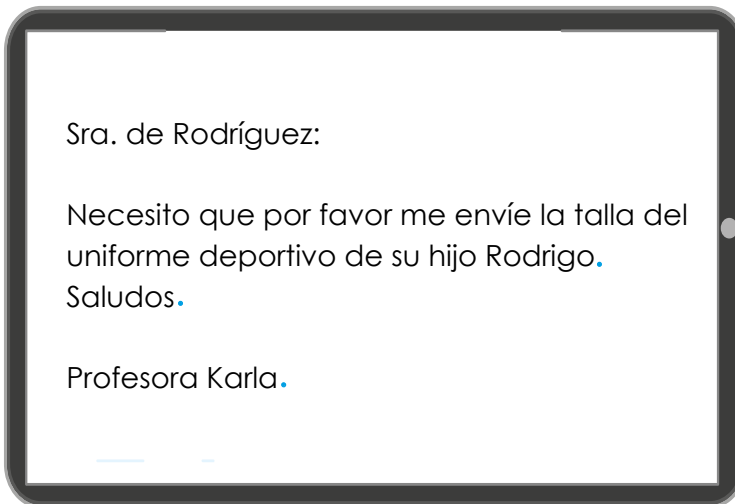 Sra. de Rodríguez:
Necesito que por favor me envíe la talla del
uniforme deportivo de su hijo Rodrigo.
Saludos.
Profesora Karla.